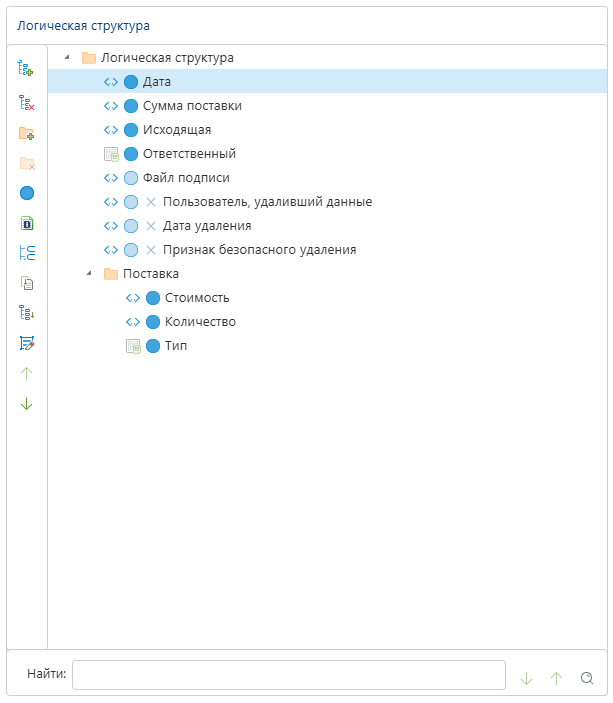 Логическая структура
Логическая структура
Дата
Сумма поставки
Исходящая
Ответственный
Файл подписи
Пользователь, удаливший данные
Дата удаления
Признак безопасного удаления
Поставка
Стоимость
Количество
Тип
Найти: